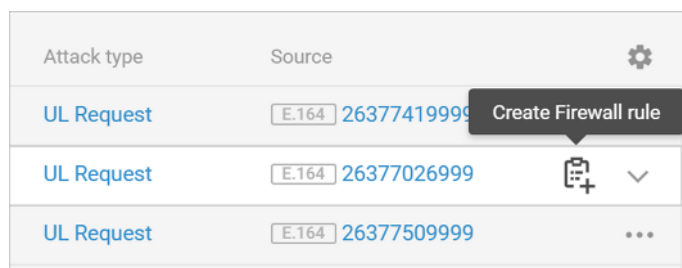 Attack type Source
UL Request E.164 26377419999 Create Firewall rule
UL Request E.164 26377026999
UL Request E.164 26377509999